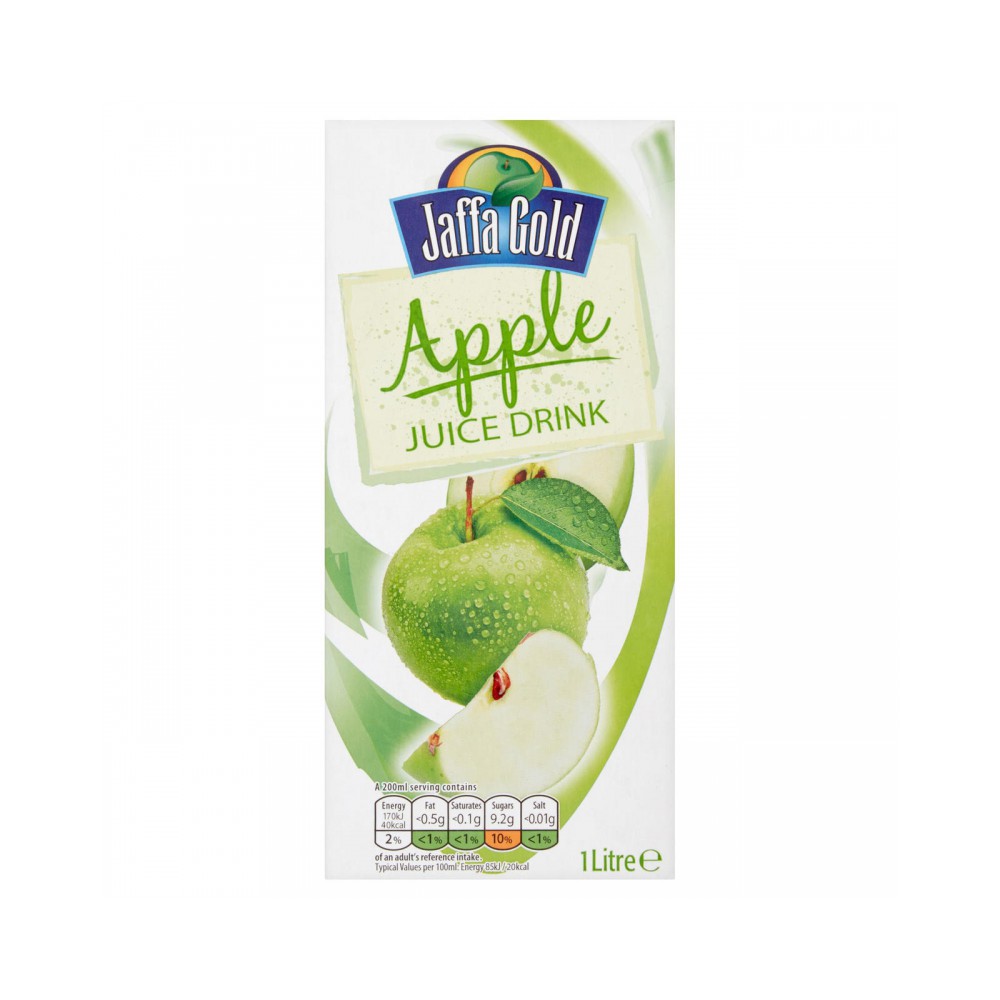 Jaffa Gold
Apple
JUICE DRINK
A 200ml serving contains
Energy
170kJ
40kcal
2%
Fat
<0.5g
<1%
Saturates
<0.1g
<1%
Sugars
9.2g
10%
Salt
<0.01g
<1%
of an adult's reference intake.
Typical Values per 100ml: Energy 85kJ / 20kcal
1 Litre ℮